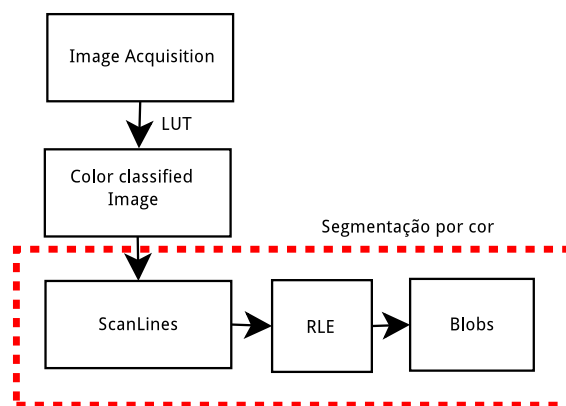 Image Acquisition
LUT
Color classified
Image
Segmentação por cor
ScanLines
RLE
Blobs